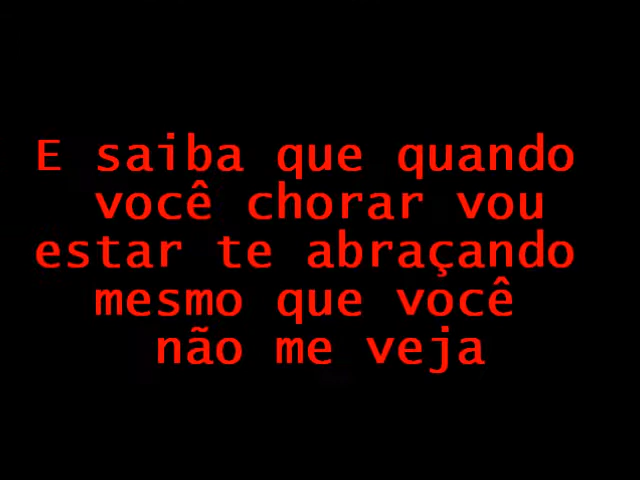 E saiba que quando
você chorar vou
estar te abraçando
mesmo que você
não me veja